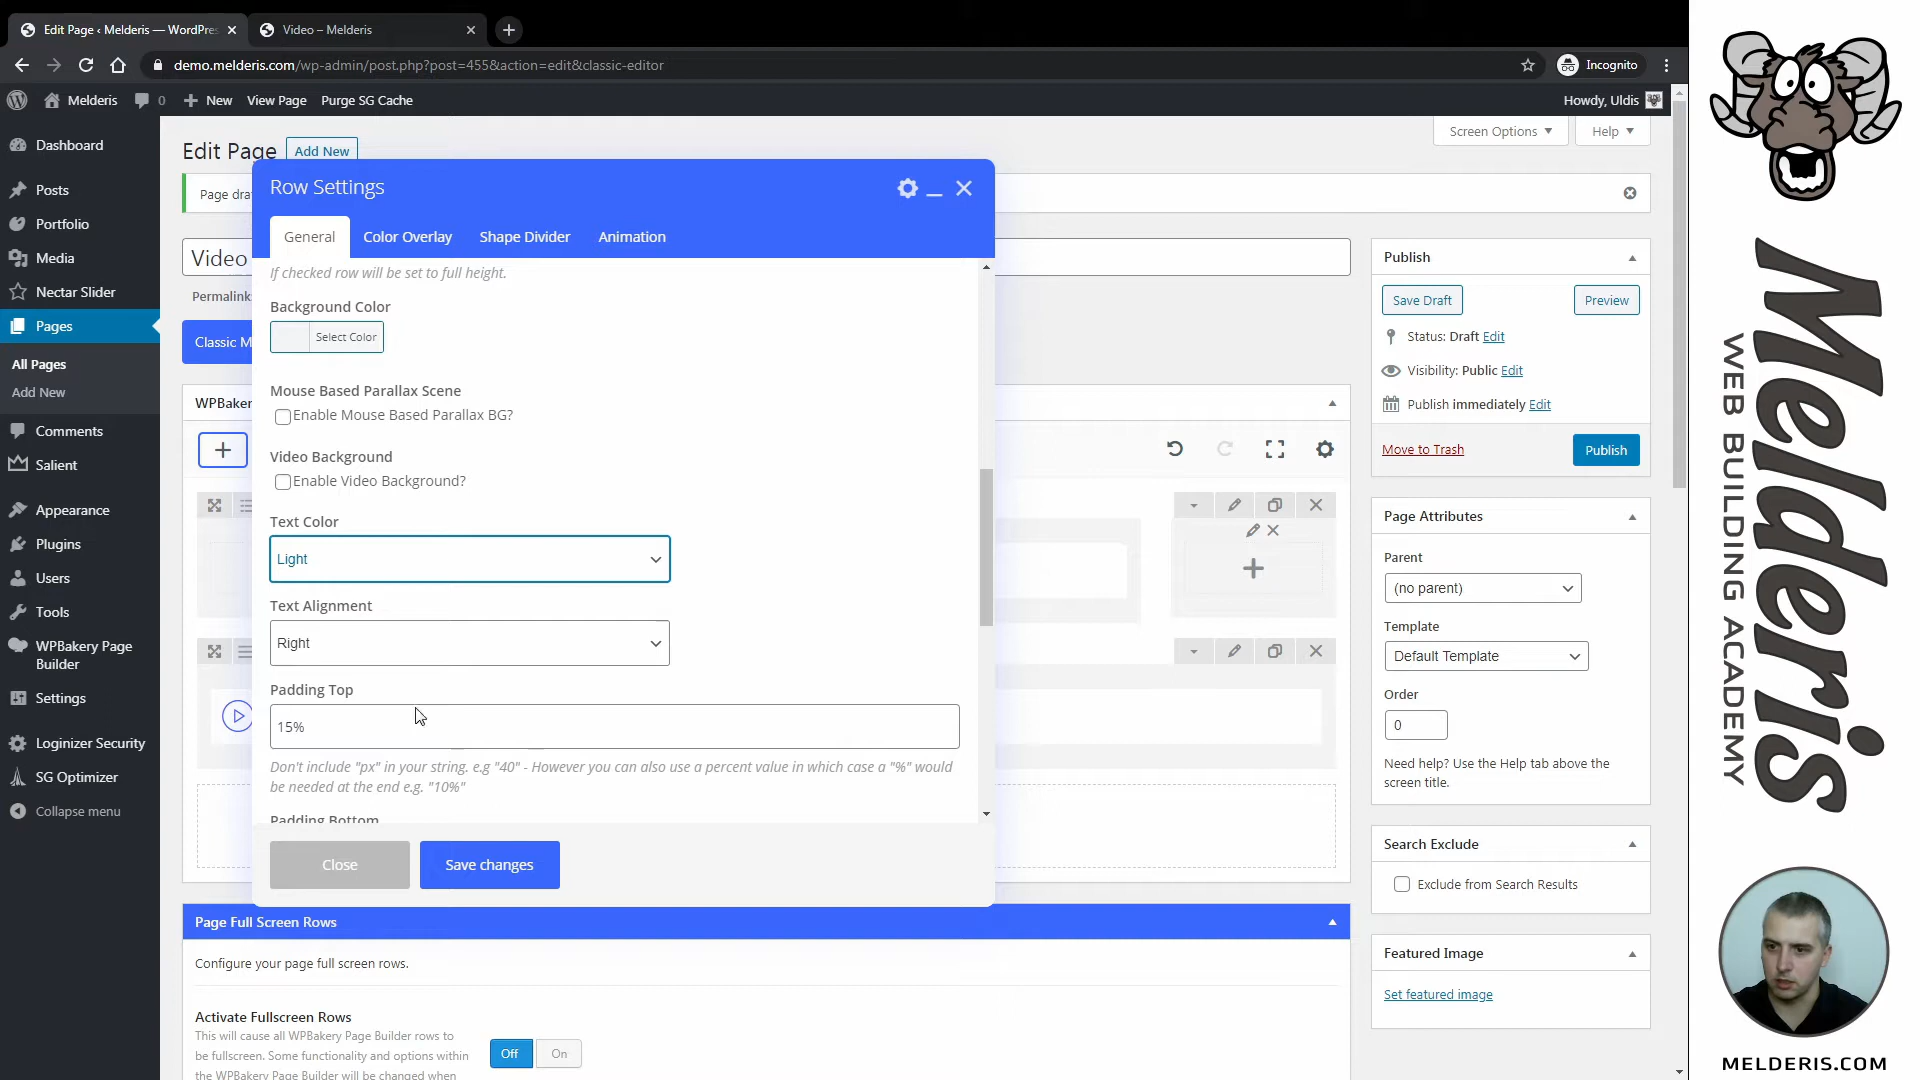 Edit Page ‹ Melderis — WordPres
Video – Melderis
demo.melderis.com/wp-admin/post.php?post=455&action=edit&classic-editor
Incognito
Melderis
0
New
View Page
Purge SG Cache
Howdy, Uldis
Dashboard
Posts
Portfolio
Media
Nectar Slider
Pages
All Pages
Add New
Comments
Salient
Appearance
Plugins
Users
Tools
WPBakery Page
Builder
Settings
Loginizer Security
SG Optimizer
Collapse menu
Screen Options
Help
Edit Page
Add New
Page dra
Video
Permalink
Classic M
WPBaker
Row Settings
General
Color Overlay
Shape Divider
Animation
If checked row will be set to full height.
Background Color
Select Color
Mouse Based Parallax Scene
Enable Mouse Based Parallax BG?
Video Background
Enable Video Background?
Text Color
Light
Text Alignment
Right
Padding Top
15%
Don't include "px" in your string. e.g "40" - However you can also use a percent value in which case a "%" would
be needed at the end e.g. "10%"
Padding Bottom
Close
Save changes
Page Full Screen Rows
Configure your page full screen rows.
Activate Fullscreen Rows
This will cause all WPBakery Page Builder rows to
be fullscreen. Some functionality and options within
the WPBakery Page Builder will be changed when
Off
On
Publish
Save Draft
Preview
Status: Draft Edit
Visibility: Public Edit
Publish immediately Edit
Move to Trash
Publish
Page Attributes
Parent
(no parent)
Template
Default Template
Order
0
Need help? Use the Help tab above the
screen title.
Search Exclude
Exclude from Search Results
Featured Image
Set featured image
Melderis
WEB BUILDING ACADEMY
MELDERIS.COM